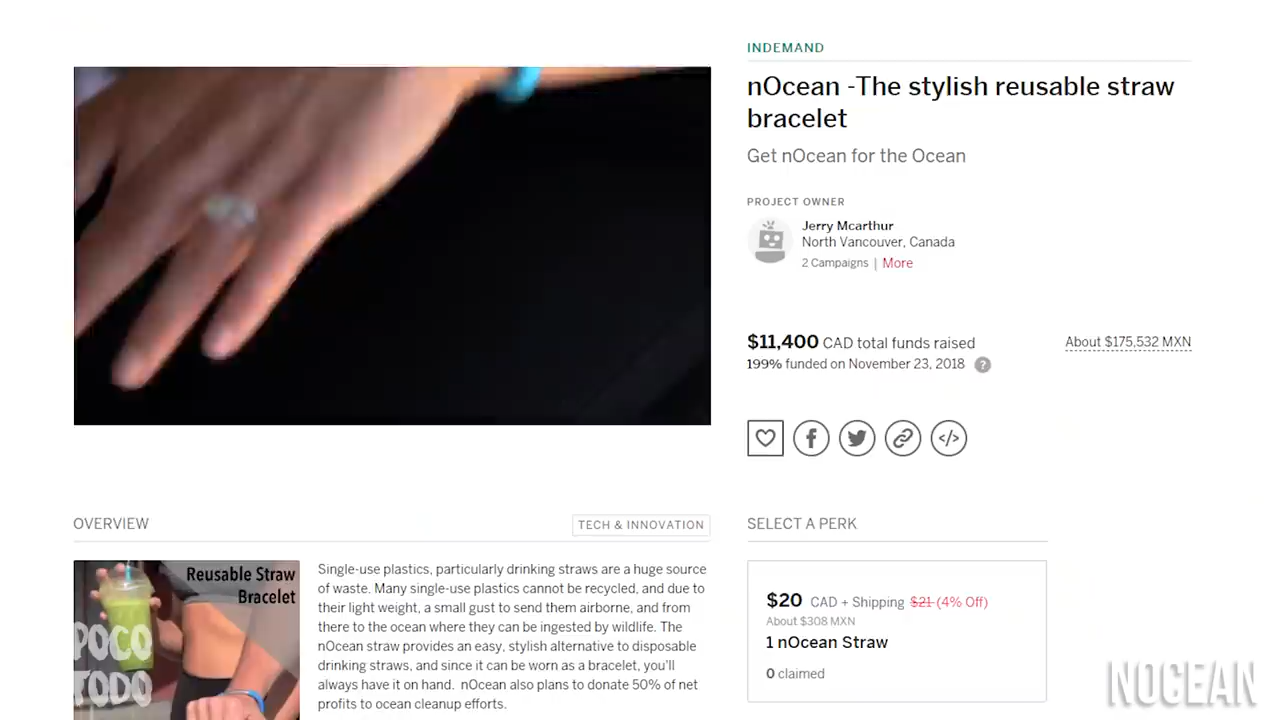 INDEMAND
nOcean -The stylish reusable straw
bracelet
Get nOcean for the Ocean
PROJECT OWNER
Jerry Mcarthur
North Vancouver, Canada
2 Campaigns | More
$11,400 CAD total funds raised
About $175,532 MXN
199% funded on November 23, 2018 ?
OVERVIEW
TECH & INNOVATION
Reusable Straw
Bracelet
POCO
TODO
Single-use plastics, particularly drinking straws are a huge source
of waste. Many single-use plastics cannot be recycled, and due to
their light weight, a small gust to send them airborne, and from
there to the ocean where they can be ingested by wildlife. The
nOcean straw provides an easy, stylish alternative to disposable
drinking straws, and since it can be worn as a bracelet, you'll
always have it on hand. nOcean also plans to donate 50% of net
profits to ocean cleanup efforts.
SELECT A PERK
$20 CAD + Shipping $21 (4% Off)
About $308 MXN
1 nOcean Straw
0 claimed
NOCEAN